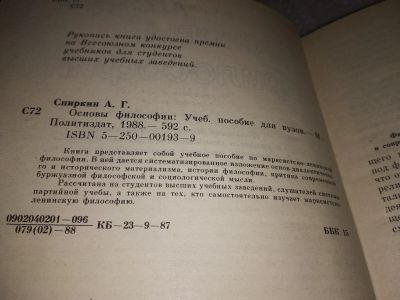 С72
Рукопись книги удостоена премии
на Всесоюзном конкурсе
учебников для студентов
высших учебных заведений.
Спиркин А. Г.
С72 Основы философии: Учеб. пособие для вузов.— М
Политиздат, 1988.— 592 с.
ISBN 5—250—00193—9
Книга представляет собой учебное пособие по марксистско-ленинской
философии. В ней дается систематизированное изложение основ диалектическо-
го и исторического материализма, истории философии, критика современной
буржуазной философской и социологической мысли.
Рассчитана на студентов высших учебных заведений, слушателей системы
партийной учебы, а также на тех, кто самостоятельно изучает марксистско-
ленинскую философию.
0902040201—096
079(02)—88
КБ—23—9—87
ББК 15